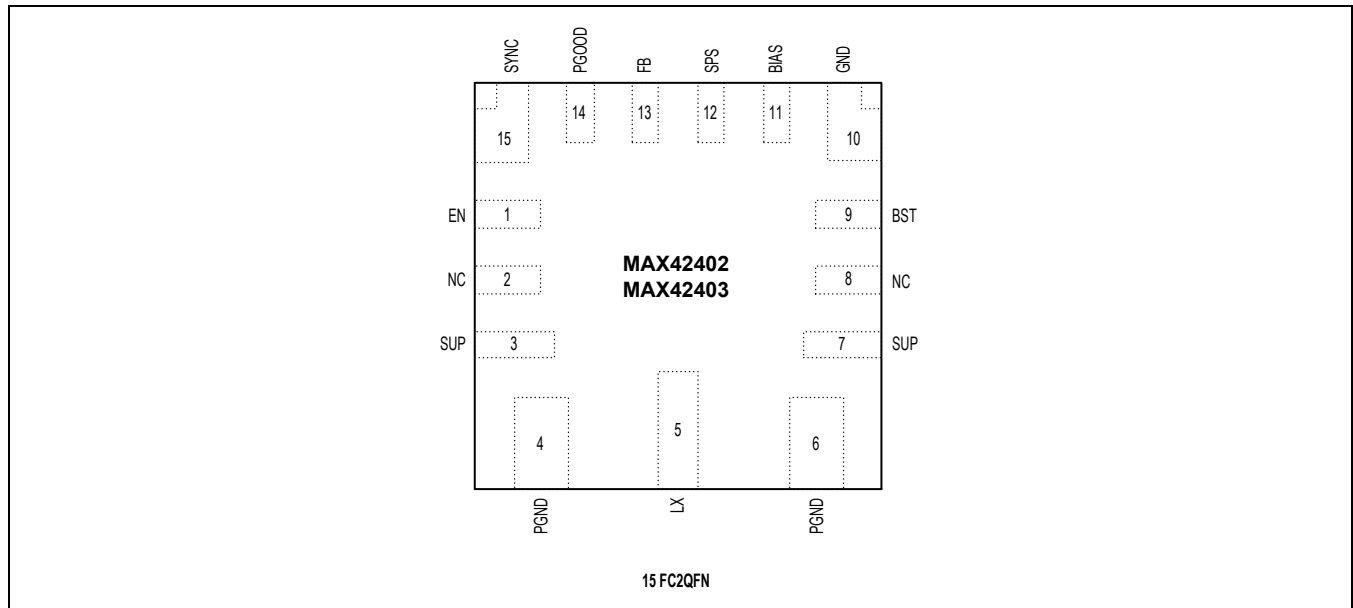 SYNC PGOOD FB SPS BIAS GND
15 14 13 12 11 10
EN 1 9 BST
MAX42402
NC 2 8 NC
MAX42403
SUP 3 7 SUP
4 5 6
PGND LX PGND
15 FC2QFN